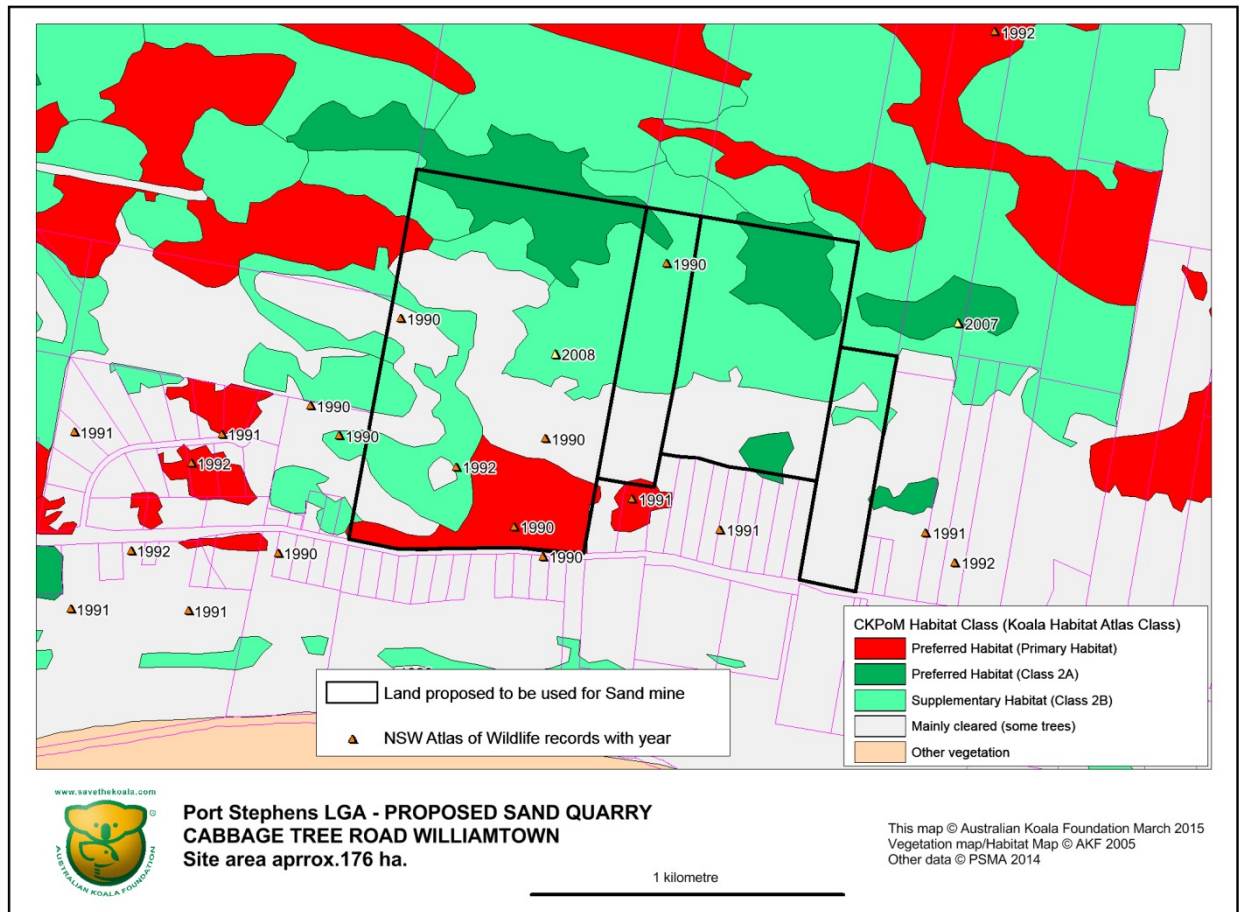 1992
1990
1990
2007
2008
1990
1991
1991
1990
1990
1992
1992
1991
1990
1991
1991
1992
1990
1990
1992
1991
1991
CKPoM Habitat Class (Koala Habitat Atlas Class)
Preferred Habitat (Primary Habitat)
Preferred Habitat (Class 2A)
Supplementary Habitat (Class 2B)
Mainly cleared (some trees)
Other vegetation
Land proposed to be used for Sand mine
NSW Atlas of Wildlife records with year
www.savethekoala.com
AUSTRALIAN KOALA FOUNDATION
®
Port Stephens LGA - PROPOSED SAND QUARRY
CABBAGE TREE ROAD WILLIAMTOWN
Site area aprrox.176 ha.
1 kilometre
This map © Australian Koala Foundation March 2015
Vegetation map/Habitat Map © AKF 2005
Other data © PSMA 2014